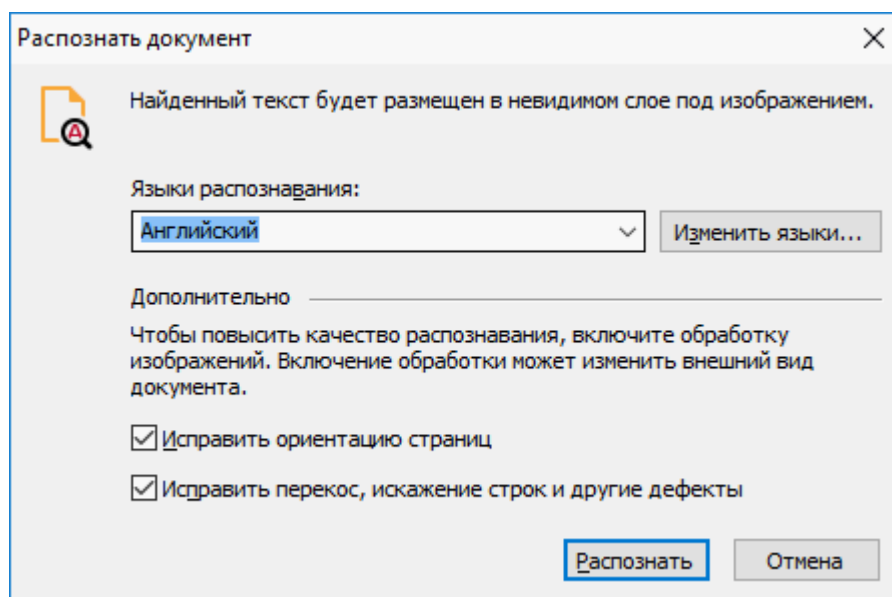 Распознать документ
Найденный текст будет размещен в невидимом слое под изображением.
Языки распознавания:
Английский
Изменить языки...
Дополнительно
Чтобы повысить качество распознавания, включите обработку
изображений. Включение обработки может изменить внешний вид
документа.
Исправить ориентацию страниц
Исправить перекос, искажение строк и другие дефекты
Распознать Отмена